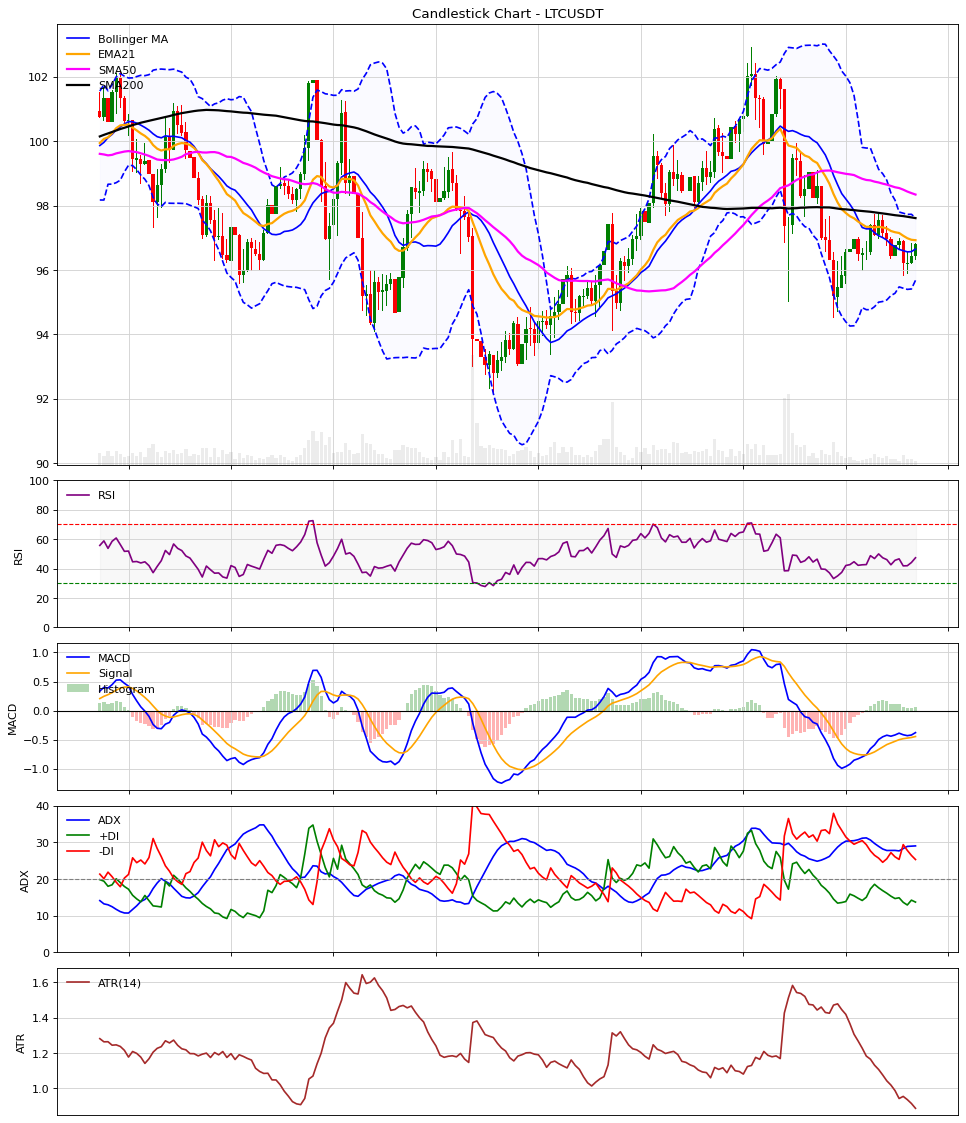 Candlestick Chart - LTCUSDT
Bollinger MA
EMA21
SMA50
SMA200
102
100
98
96
94
92
90
RSI
RSI
100
80
60
40
20
0
MACD
Signal
Histogram
MACD
1.0
0.5
0.0
−0.5
−1.0
ADX
+DI
-DI
ADX
40
30
20
10
0
ATR(14)
ATR
1.6
1.4
1.2
1.0